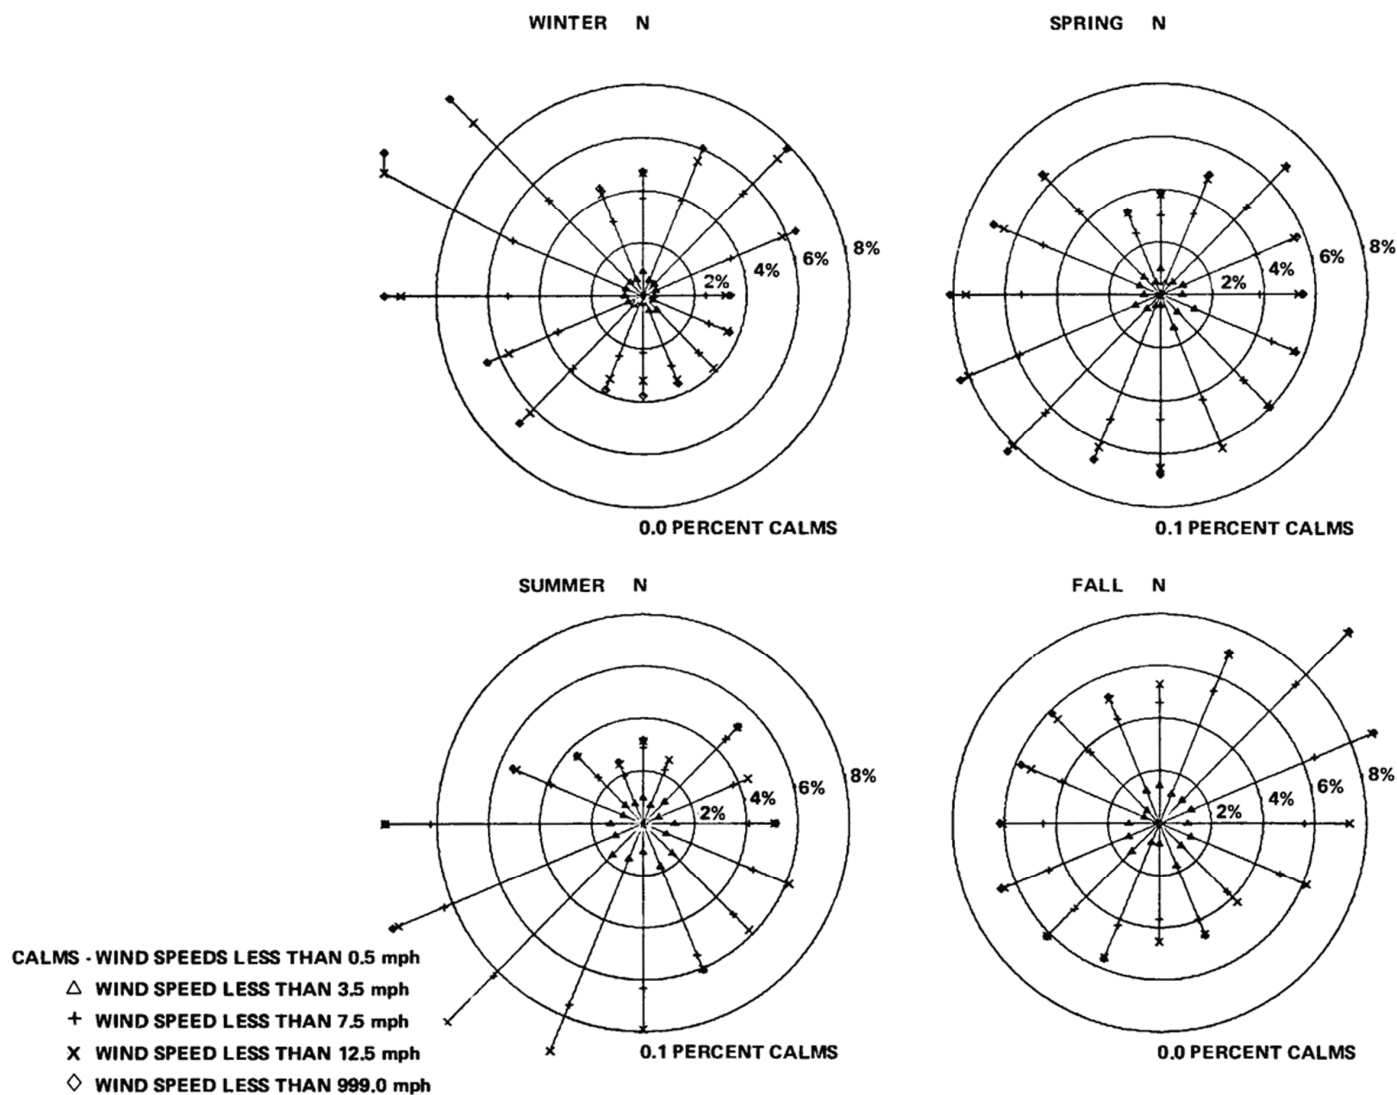 WINTER N
SPRING N
2%
4%
6%
8%
2%
4%
6%
8%
0.0 PERCENT CALMS
0.1 PERCENT CALMS
SUMMER N
FALL N
2%
4%
6%
8%
2%
4%
6%
8%
CALMS - WIND SPEEDS LESS THAN 0.5 mph
△ WIND SPEED LESS THAN 3.5 mph
+ WIND SPEED LESS THAN 7.5 mph
X WIND SPEED LESS THAN 12.5 mph
◇ WIND SPEED LESS THAN 999.0 mph
0.1 PERCENT CALMS
0.0 PERCENT CALMS